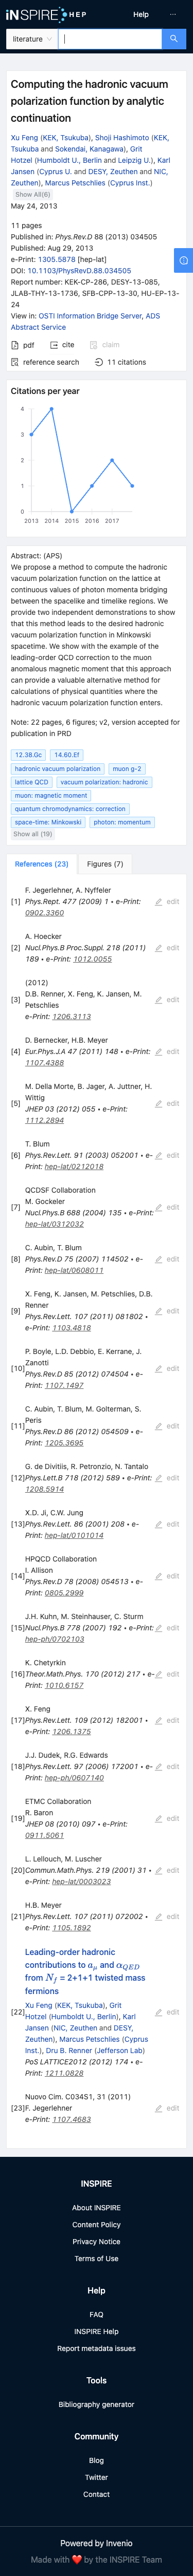 iNSPIRE HEP
Help
...
literature
Computing the hadronic vacuum
polarization function by analytic
continuation
Xu Feng (KEK, Tsukuba), Shoji Hashimoto (KEK,
Tsukuba and Sokendai, Kanagawa), Grit
Hotzel (Humboldt U., Berlin and Leipzig U.), Karl
Jansen (Cyprus U. and DESY, Zeuthen and NIC,
Zeuthen), Marcus Petschlies (Cyprus Inst.)
Show All(6)
May 24, 2013
11 pages
Published in: Phys.Rev.D 88 (2013) 034505
Published: Aug 29, 2013
e-Print: 1305.5878 [hep-lat]
DOI: 10.1103/PhysRevD.88.034505
Report number: KEK-CP-286, DESY-13-085,
JLAB-THY-13-1736, SFB-CPP-13-30, HU-EP-13-
24
View in: OSTI Information Bridge Server, ADS
Abstract Service
pdf cite claim
reference search 11 citations
Citations per year
4
3
2
1
0
2013 2014 2015 2016 2017
Abstract: (APS)
We propose a method to compute the hadronic
vacuum polarization function on the lattice at
continuous values of photon momenta bridging
between the spacelike and timelike regions. We
provide two independent demonstrations to show
that this method leads to the desired hadronic
vacuum polarization function in Minkowski
spacetime. We show with the example of the
leading-order QCD correction to the muon
anomalous magnetic moment that this approach
can provide a valuable alternative method for
calculations of physical quantities where the
hadronic vacuum polarization function enters.
Note: 22 pages, 6 figures; v2, version accepted for
publication in PRD
12.38.Gc 14.60.Ef
hadronic vacuum polarization muon g-2
lattice QCD vacuum polarization: hadronic
muon: magnetic moment
quantum chromodynamics: correction
space-time: Minkowski photon: momentum
Show all (19)
References (23) Figures (7)
F. Jegerlehner, A. Nyffeler
[1] Phys.Rept. 477 (2009) 1 • e-Print: edit
0902.3360
A. Hoecker
[2] Nucl.Phys.B Proc.Suppl. 218 (2011) edit
189 • e-Print: 1012.0055
(2012)
[3] D.B. Renner, X. Feng, K. Jansen, M. edit
Petschlies
e-Print: 1206.3113
D. Bernecker, H.B. Meyer
[4] Eur.Phys.J.A 47 (2011) 148 • e-Print: edit
1107.4388
M. Della Morte, B. Jager, A. Juttner, H.
[5] Wittig edit
JHEP 03 (2012) 055 • e-Print:
1112.2894
T. Blum
[6] Phys.Rev.Lett. 91 (2003) 052001 • e- edit
Print: hep-lat/0212018
QCDSF Collaboration
[7] M. Gockeler edit
Nucl.Phys.B 688 (2004) 135 • e-Print:
hep-lat/0312032
C. Aubin, T. Blum
[8] Phys.Rev.D 75 (2007) 114502 • e- edit
Print: hep-lat/0608011
X. Feng, K. Jansen, M. Petschlies, D.B.
[9] Renner edit
Phys.Rev.Lett. 107 (2011) 081802 • e-
Print: 1103.4818
P. Boyle, L.D. Debbio, E. Kerrane, J.
[10] Zanotti edit
Phys.Rev.D 85 (2012) 074504 • e-
Print: 1107.1497
C. Aubin, T. Blum, M. Golterman, S.
[11] Peris edit
Phys.Rev.D 86 (2012) 054509 • e-
Print: 1205.3695
G. de Divitiis, R. Petronzio, N. Tantalo
[12] Phys.Lett.B 718 (2012) 589 • e-Print: edit
1208.5914
X.D. Ji, C.W. Jung
[13] Phys.Rev.Lett. 86 (2001) 208 • e- edit
Print: hep-lat/0101014
HPQCD Collaboration
[14] I. Allison edit
Phys.Rev.D 78 (2008) 054513 • e-
Print: 0805.2999
J.H. Kuhn, M. Steinhauser, C. Sturm
[15] Nucl.Phys.B 778 (2007) 192 • e-Print: edit
hep-ph/0702103
K. Chetyrkin
[16] Theor.Math.Phys. 170 (2012) 217 • e- edit
Print: 1010.6157
X. Feng
[17] Phys.Rev.Lett. 109 (2012) 182001 • e- edit
Print: 1206.1375
J.J. Dudek, R.G. Edwards
[18] Phys.Rev.Lett. 97 (2006) 172001 • e- edit
Print: hep-ph/0607140
ETMC Collaboration
[19] R. Baron edit
JHEP 08 (2010) 097 • e-Print:
0911.5061
L. Lellouch, M. Luscher
[20] Commun.Math.Phys. 219 (2001) 31 • e- edit
Print: hep-lat/0003023
H.B. Meyer
[21] Phys.Rev.Lett. 107 (2011) 072002 • e- edit
Print: 1105.1892
Leading-order hadronic
contributions to aμ and αQED
from Nf = 2+1+1 twisted mass
fermions
[22] Xu Feng (KEK, Tsukuba), Grit edit
Hotzel (Humboldt U., Berlin), Karl
Jansen (NIC, Zeuthen and DESY,
Zeuthen), Marcus Petschlies (Cyprus
Inst.), Dru B. Renner (Jefferson Lab)
PoS LATTICE2012 (2012) 174 • e-
Print: 1211.0828
Nuovo Cim. C034S1, 31 (2011)
[23] F. Jegerlehner edit
e-Print: 1107.4683
INSPIRE
About INSPIRE
Content Policy
Privacy Notice
Terms of Use
Help
FAQ
INSPIRE Help
Report metadata issues
Tools
Bibliography generator
Community
Blog
Twitter
Contact
Powered by Invenio
Made with ❤️ by the INSPIRE Team